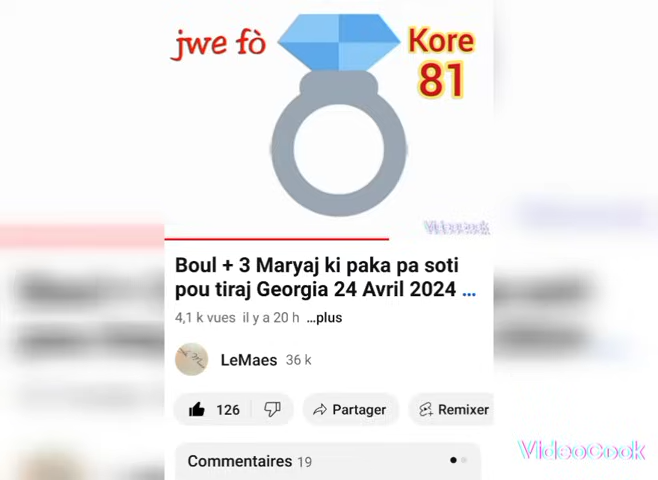 jwe fò
Kore
81
VideoCook
Boul + 3 Maryaj ki paka pa soti
pou tiraj Georgia 24 Avril 2024 ...
4,1 k vues il y a 20 h ...plus
LeMaes 36 k
126
Partager
Remixer
Commentaires 19
VideoCook